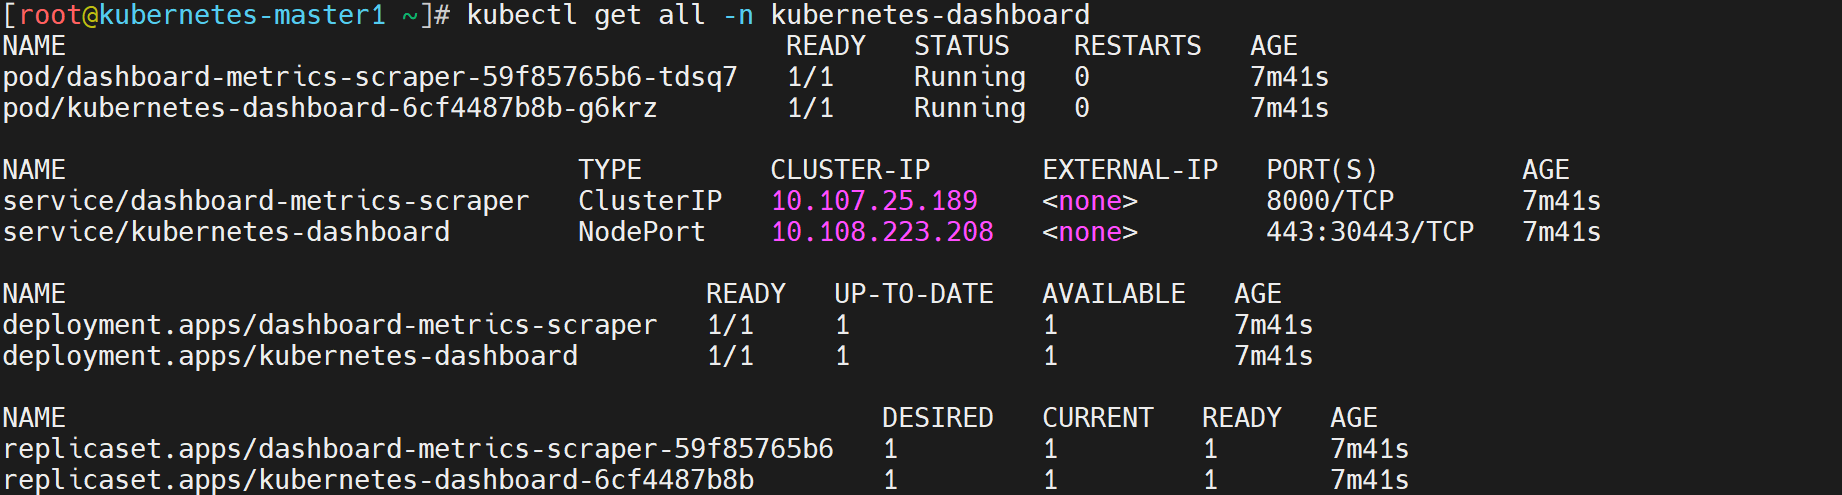 [root@kubernetes-master1 ~]# kubectl get all -n kubernetes-dashboard
NAME READY STATUS RESTARTS AGE
pod/dashboard-metrics-scraper-59f85765b6-tdsq7 1/1 Running 0 7m41s
pod/kubernetes-dashboard-6cf4487b8b-g6krz 1/1 Running 0 7m41s
NAME TYPE CLUSTER-IP EXTERNAL-IP PORT(S) AGE
service/dashboard-metrics-scraper ClusterIP 10.107.25.189 <none> 8000/TCP 7m41s
service/kubernetes-dashboard NodePort 10.108.223.208 <none> 443:30443/TCP 7m41s
NAME READY UP-TO-DATE AVAILABLE AGE
deployment.apps/dashboard-metrics-scraper 1/1 1 1 7m41s
deployment.apps/kubernetes-dashboard 1/1 1 1 7m41s
NAME DESIRED CURRENT READY AGE
replicaset.apps/dashboard-metrics-scraper-59f85765b6 1 1 1 7m41s
replicaset.apps/kubernetes-dashboard-6cf4487b8b 1 1 1 7m41s